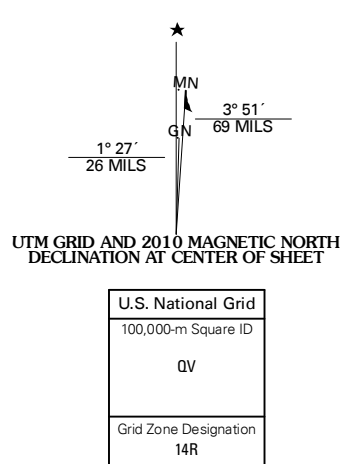 MN
3° 51´
69 MILS
GN
1° 27´
26 MILS
UTM GRID AND 2010 MAGNETIC NORTH
DECLINATION AT CENTER OF SHEET
U.S. National Grid
100,000-m Square ID
QV
Grid Zone Designation
14R